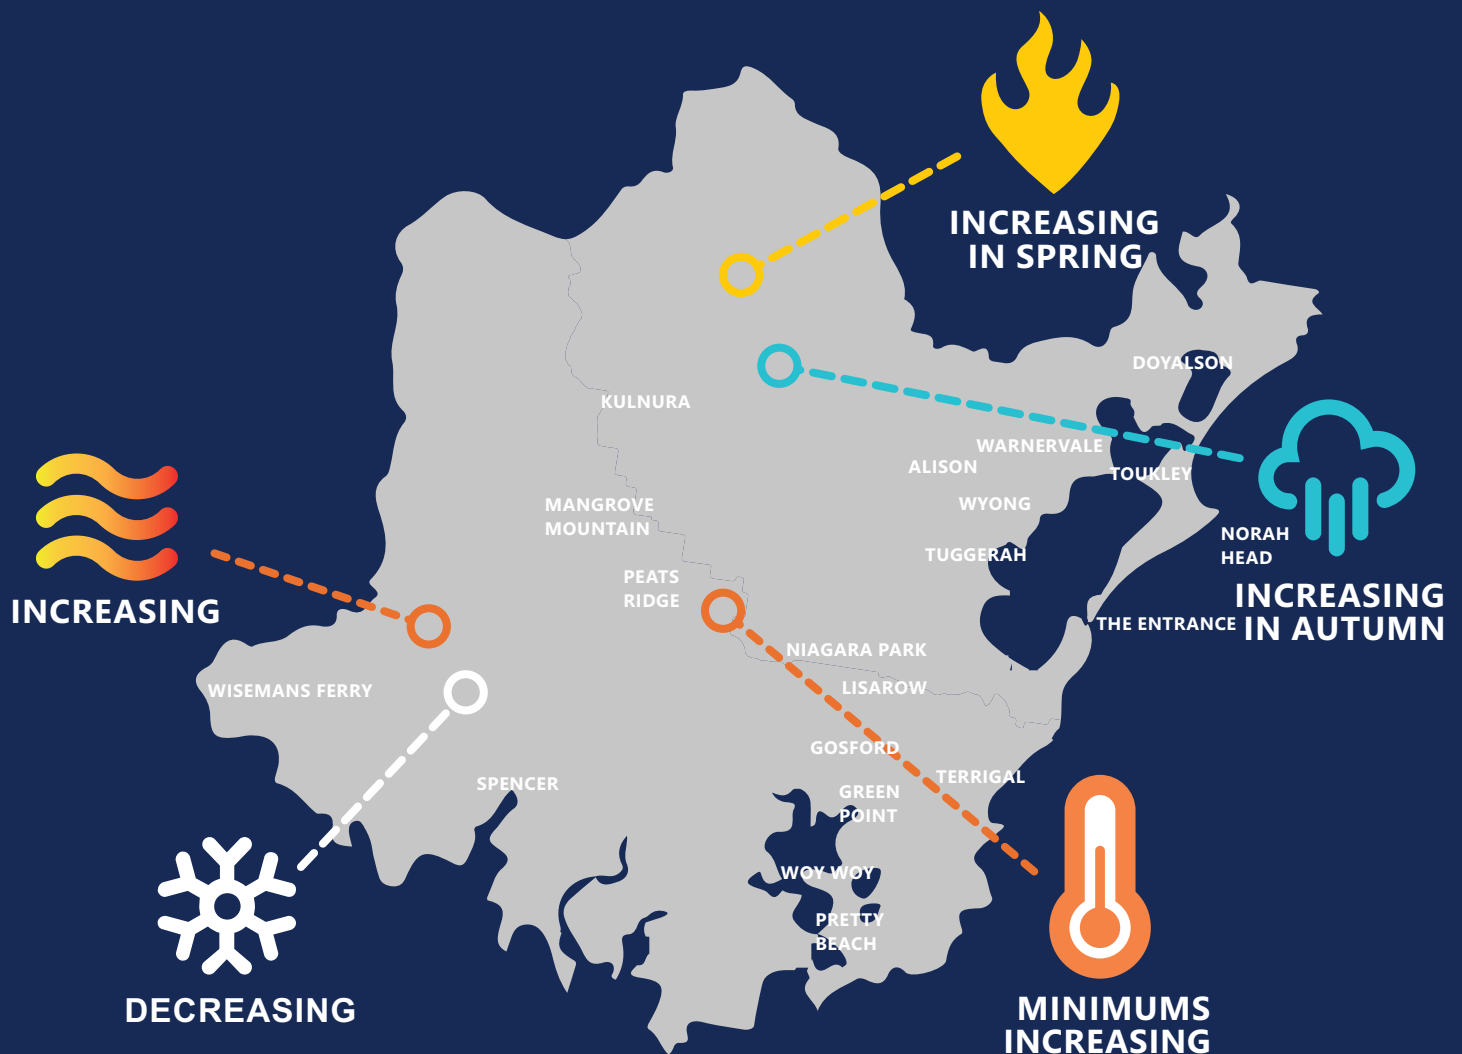 INCREASING
IN SPRING
DOYALSON
KULNURA
WARNERVALE
ALISON
TOUKLEY
MANGROVE
MOUNTAIN
WYONG
NORAH
HEAD
TUGGERAH
PEATS
RIDGE
INCREASING
IN AUTUMN
INCREASING
THE ENTRANCE
NIAGARA PARK
LISAROW
WISEMANS FERRY
GOSFORD
TERRIGAL
SPENCER
GREEN
POINT
WOY WOY
PRETTY
BEACH
DECREASING
MINIMUMS
INCREASING